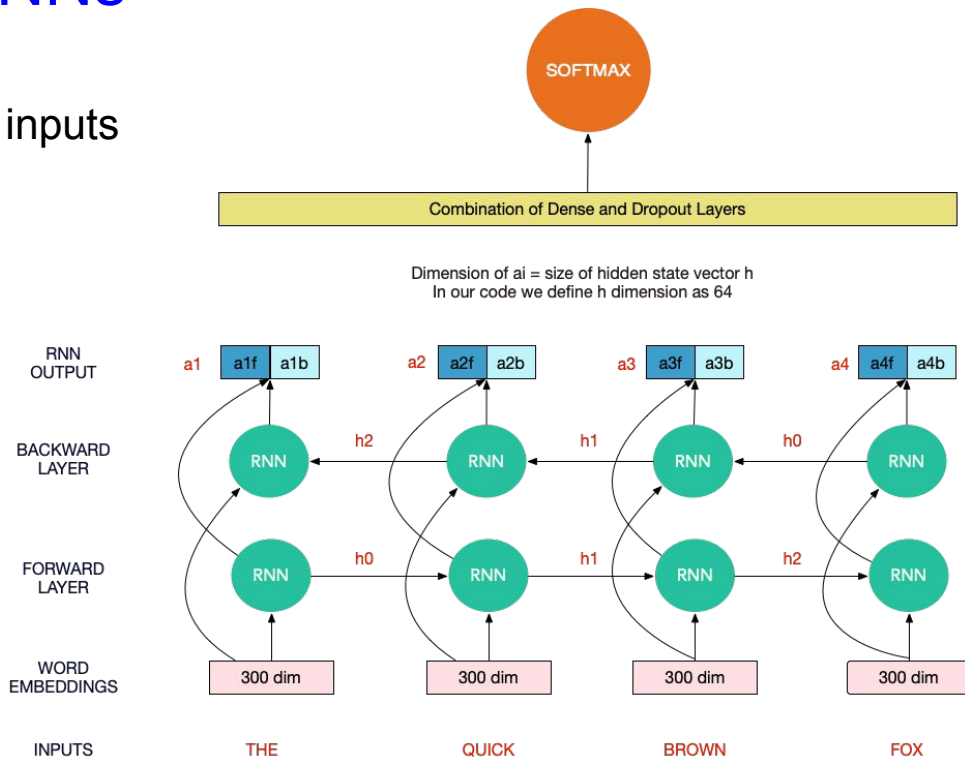 NNs
inputs
SOFTMAX
Combination of Dense and Dropout Layers
Dimension of ai = size of hidden state vector h
In our code we define h dimension as 64
RNN
OUTPUT
a1 a1f a1b a2 a2f a2b a3 a3f a3b a4 a4f a4b
BACKWARD
LAYER
RNN h2 RNN h1 RNN h0 RNN
FORWARD
LAYER
RNN h0 RNN h1 RNN h2 RNN
WORD
EMBEDDINGS
300 dim 300 dim 300 dim 300 dim
INPUTS THE QUICK BROWN FOX